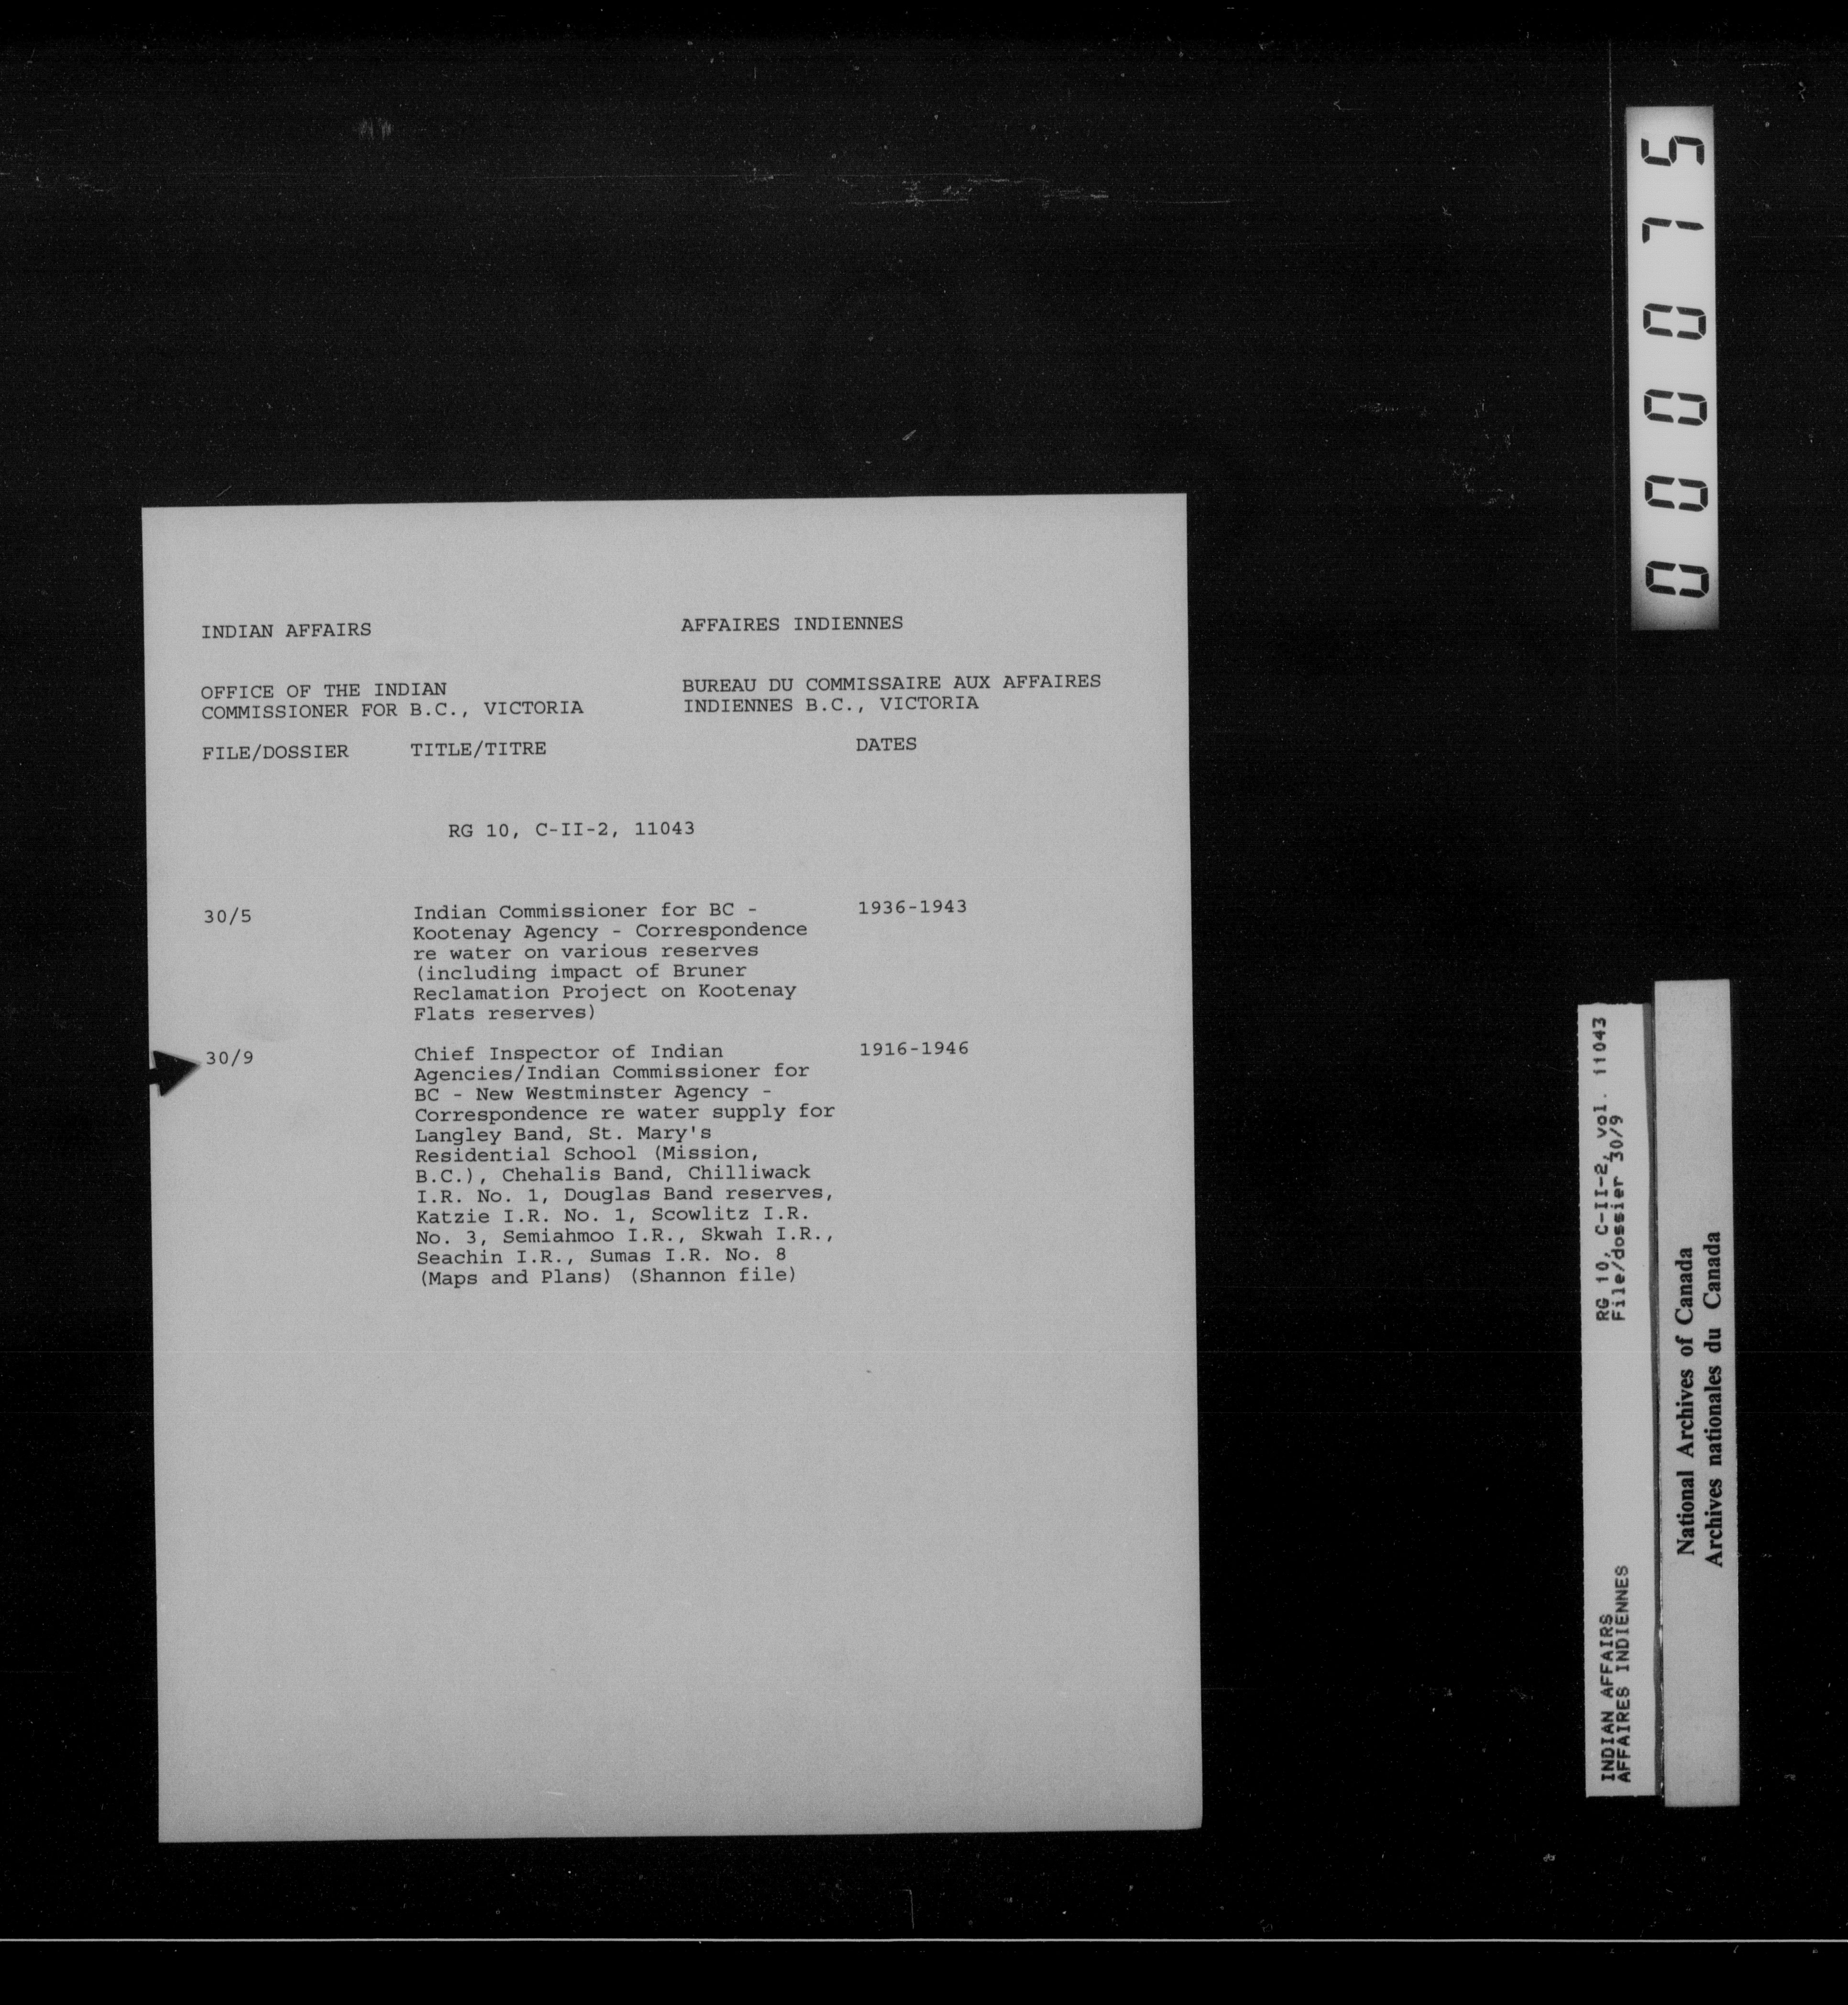 INDIAN AFFAIRS
AFFAIRES INDIENNES
OFFICE OF THE INDIAN
COMMISSIONER FOR B.C., VICTORIA
BUREAU DU COMMISSAIRE AUX AFFAIRES
INDIENNES B.C., VICTORIA
FILE/DOSSIER TITLE/TITRE DATES
RG 10, C-II-2, 11043
30/5 Indian Commissioner for BC - 1936-1943
Kootenay Agency - Correspondence
re water on various reserves
(including impact of Bruner
Reclamation Project on Kootenay
Flats reserves)
30/9 Chief Inspector of Indian 1916-1946
Agencies/Indian Commissioner for
BC - New Westminster Agency -
Correspondence re water supply for
Langley Band, St. Mary's
Residential School (Mission,
B.C.), Chehalis Band, Chilliwack
I.R. No. 1, Douglas Band reserves,
Katzie I.R. No. 1, Scowlitz I.R.
No. 3, Semiahmoo I.R., Skwah I.R.,
Seachin I.R., Sumas I.R. No. 8
(Maps and Plans) (Shannon file)
000075
INDIAN AFFAIRS RG 10, C-II-2, vol. 11043
AFFAIRES INDIENNES File/dossier 30/9
National Archives of Canada
Archives nationales du Canada